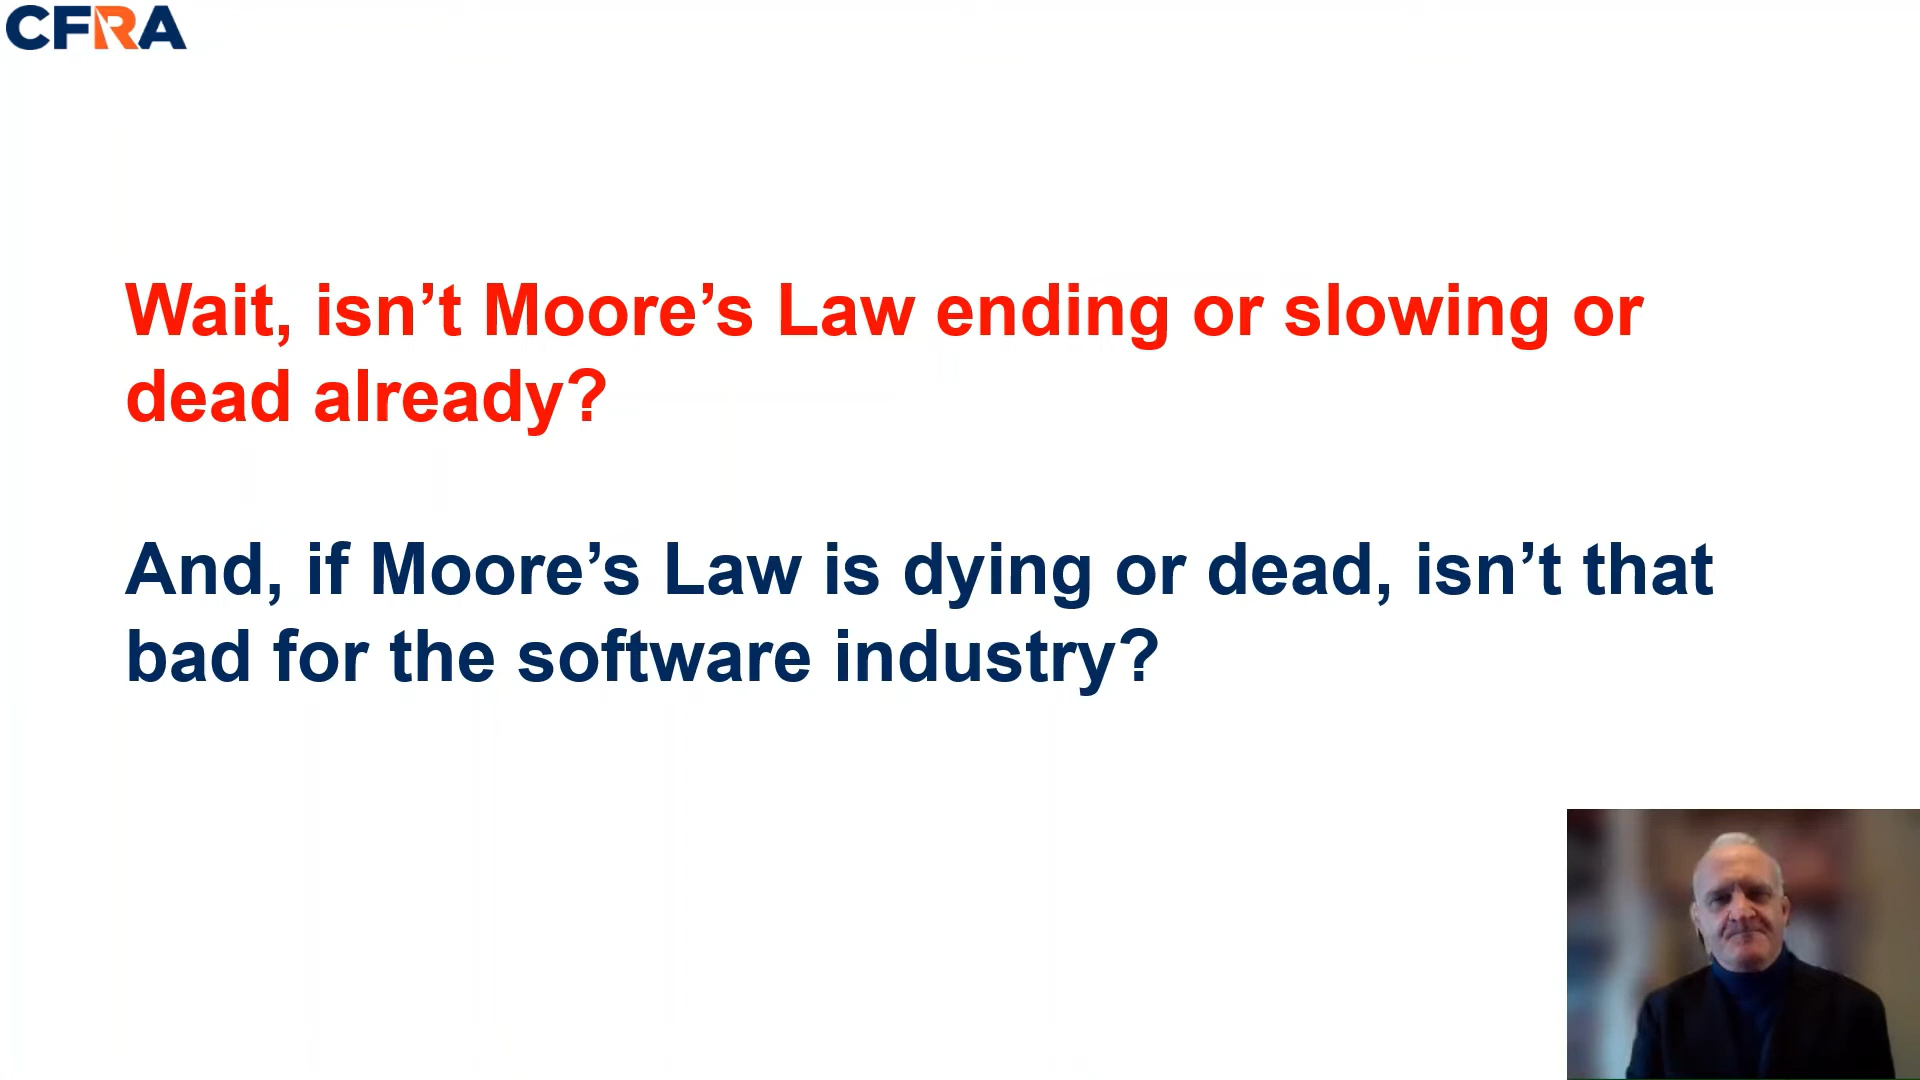 CFRA
Wait, isn’t Moore’s Law ending or slowing or
dead already?
And, if Moore’s Law is dying or dead, isn’t that
bad for the software industry?